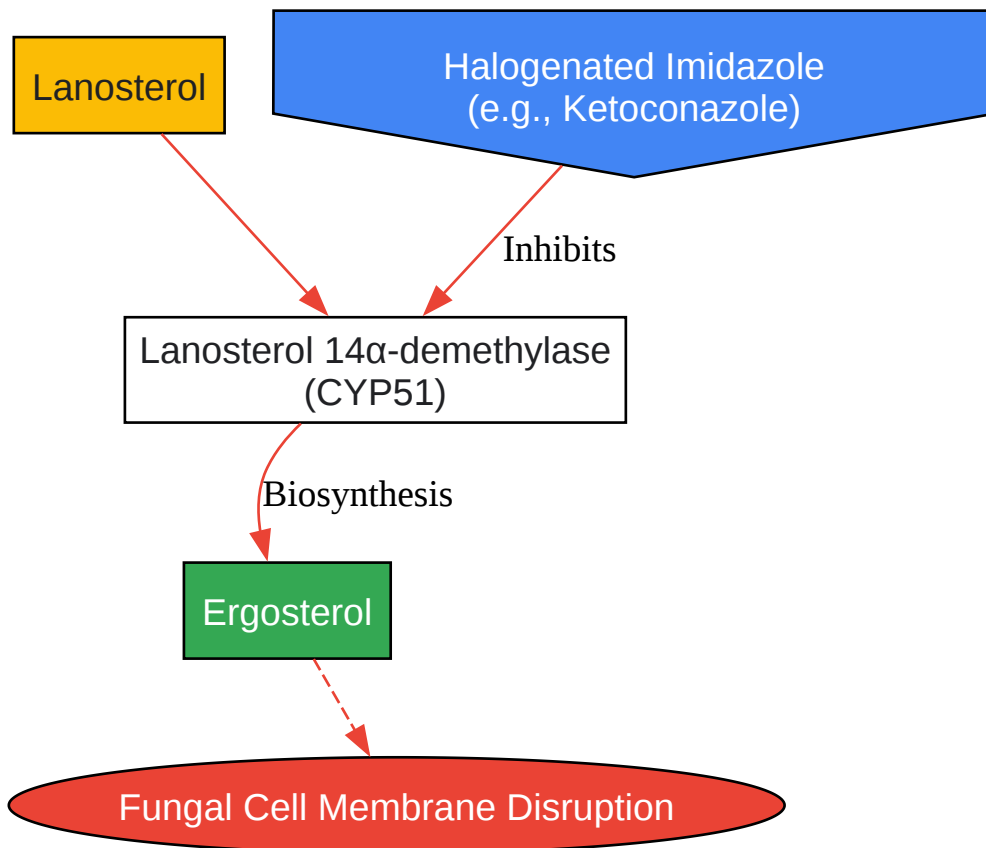 Lanosterol
Halogenated Imidazole
(e.g., Ketoconazole)
Inhibits
Lanosterol 14α-demethylase
(CYP51)
Biosynthesis
Ergosterol
Fungal Cell Membrane Disruption